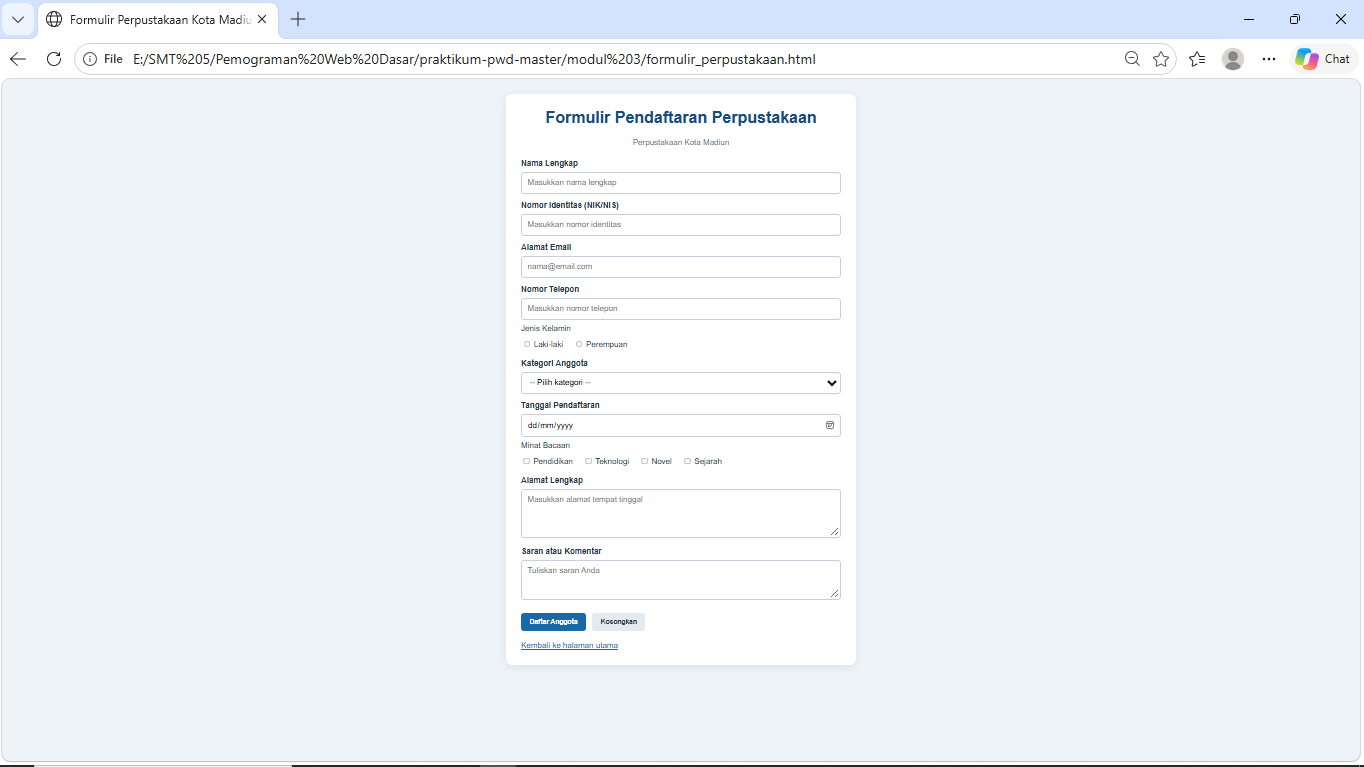 Formulir Perpustakaan Kota Madiu
File E:/SMT%205/Pemograman%20Web%20Dasar/praktikum-pwd-master/modul%203/formulir_perpustakaan.html
Chat
Formulir Pendaftaran Perpustakaan
Perpustakaan Kota Madiun
Nama Lengkap
Masukkan nama lengkap
Nomor Identitas (NIK/NIS)
Masukkan nomor identitas
Alamat Email
nama@email.com
Nomor Telepon
Masukkan nomor telepon
Jenis Kelamin
Laki-laki Perempuan
Kategori Anggota
-- Pilih kategori --
Tanggal Pendaftaran
dd/mm/yyyy
Minat Bacaan
Pendidikan Teknologi Novel Sejarah
Alamat Lengkap
Masukkan alamat tempat tinggal
Saran atau Komentar
Tuliskan saran Anda
Daftar Anggota Kosongkan
Kembali ke halaman utama